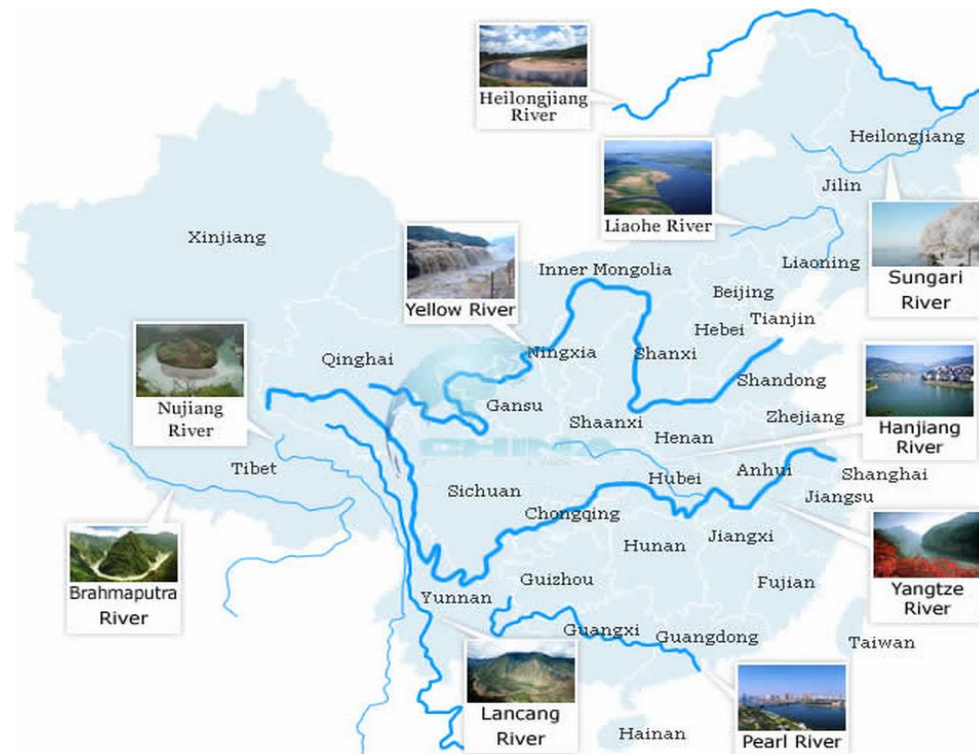 Heilongjiang
River
Heilongjiang
Jilin
Liaohe River
Xinjiang
Liaoning
Sungari
River
Inner Mongolia
Beijing
Yellow River
Tianjin
Hebei
Ningxia
Shanxi
Qinghai
Shandong
Gansu
Nujiang
River
Zhejiang
Shaanxi
Henan
Hanjiang
River
CHINA
Tibet
Anhui
Hubei
Shanghai
Sichuan
Jiangsu
Chongqing
Jiangxi
Hunan
Guizhou
Fujian
Yangtze
River
Brahmaputra
River
Yunnan
Guangxi
Guangdong
Taiwan
Lancang
River
Hainan
Pearl River